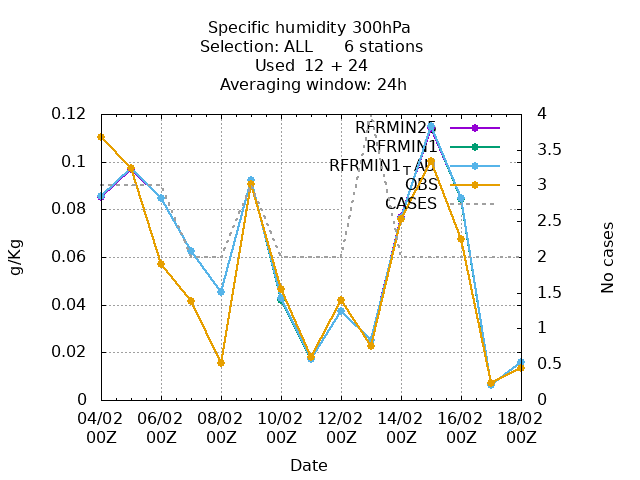 Specific humidity 300hPa
Selection: ALL 6 stations
Used 12 + 24
Averaging window: 24h
0.12
0.1
0.08
0.06
0.04
0.02
0
g/Kg
4
3.5
3
2.5
2
1.5
1
0.5
0
No cases
RFRMIN25
RFRMIN1
RFRMIN1_TAU
OBS
CASES
04/02 06/02 08/02 10/02 12/02 14/02 16/02 18/02
00Z 00Z 00Z 00Z 00Z 00Z 00Z 00Z
Date